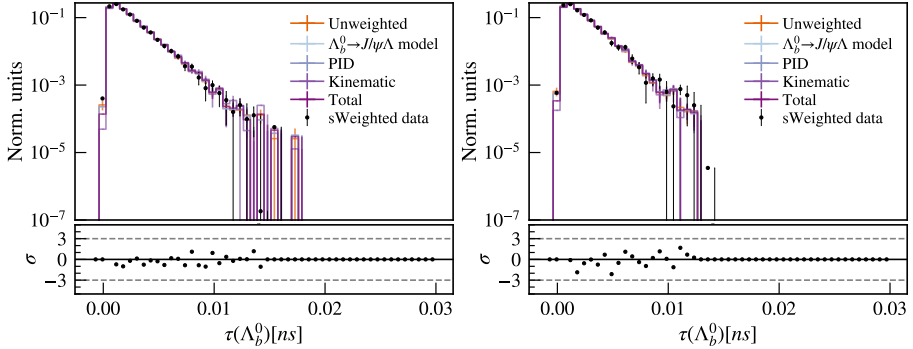 Norm. units
10⁻¹
10⁻³
10⁻⁵
10⁻⁷
Unweighted
Λ_b^0→J/ψΛ model
PID
Kinematic
Total
sWeighted data
σ
3
0
−3
0.00
0.01
0.02
0.03
τ(Λ_b^0)[ns]
Norm. units
10⁻¹
10⁻³
10⁻⁵
10⁻⁷
Unweighted
Λ_b^0→J/ψΛ model
PID
Kinematic
Total
sWeighted data
σ
3
0
−3
0.00
0.01
0.02
0.03
τ(Λ_b^0)[ns]